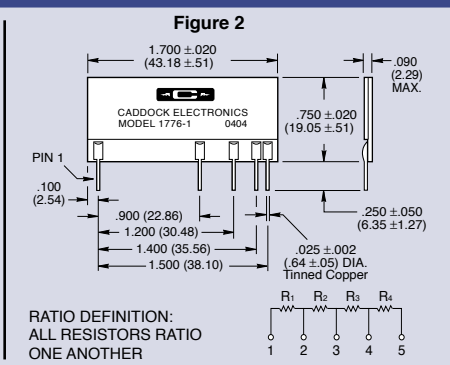 Figure 2
1.700 ±.020
(43.18 ±.51)
.090
(2.29)
MAX.
C
CADDOCK ELECTRONICS
MODEL 1776-1 0404
.750 ±.020
(19.05 ±.51)
PIN 1
.100
(2.54)
.900 (22.86)
1.200 (30.48)
1.400 (35.56)
1.500 (38.10)
.250 ±.050
(6.35 ±1.27)
.025 ±.002
(.64 ±.05) DIA.
Tinned Copper
RATIO DEFINITION:
ALL RESISTORS RATIO
ONE ANOTHER
R1 R2 R3 R4
1 2 3 4 5